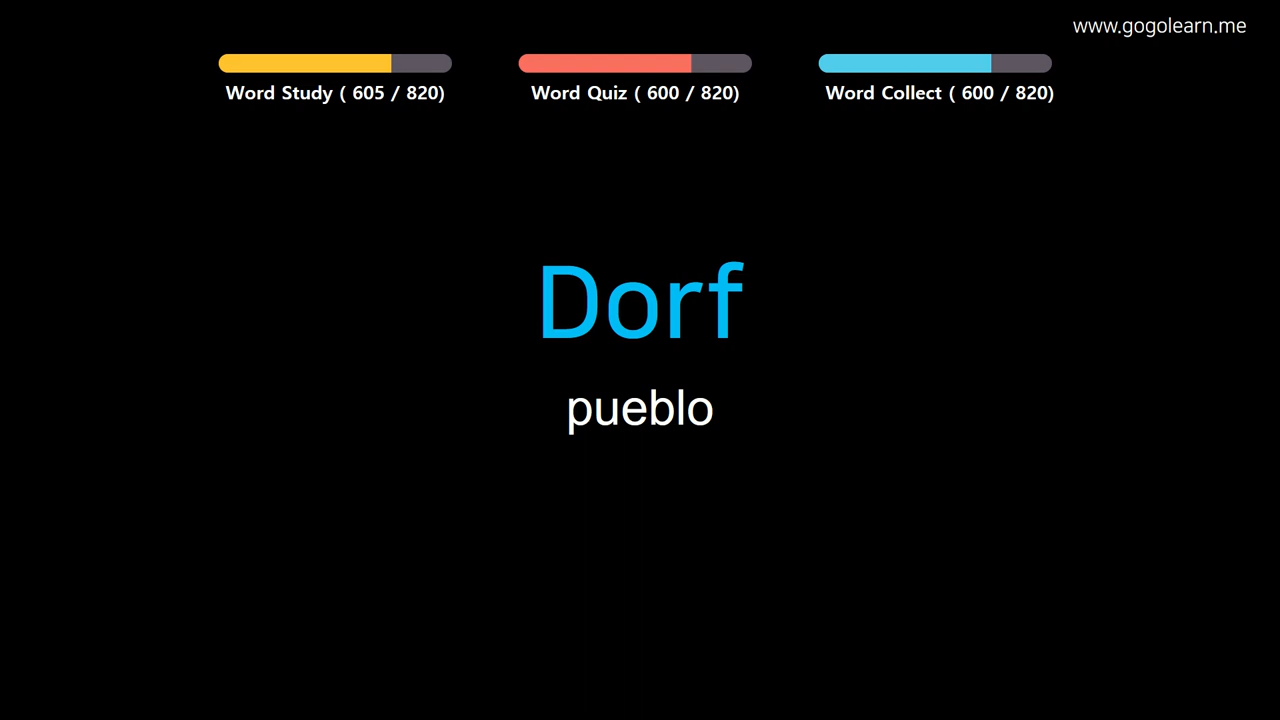 www.gogolearn.me
Word Study ( 605 / 820)
Word Quiz ( 600 / 820)
Word Collect ( 600 / 820)
Dorf
pueblo